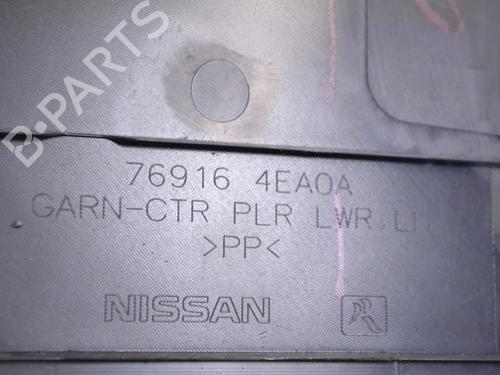 B-PARTS
76916 4EA0A
GARN-CTR PLR LWR,LH
>PP<
NISSAN